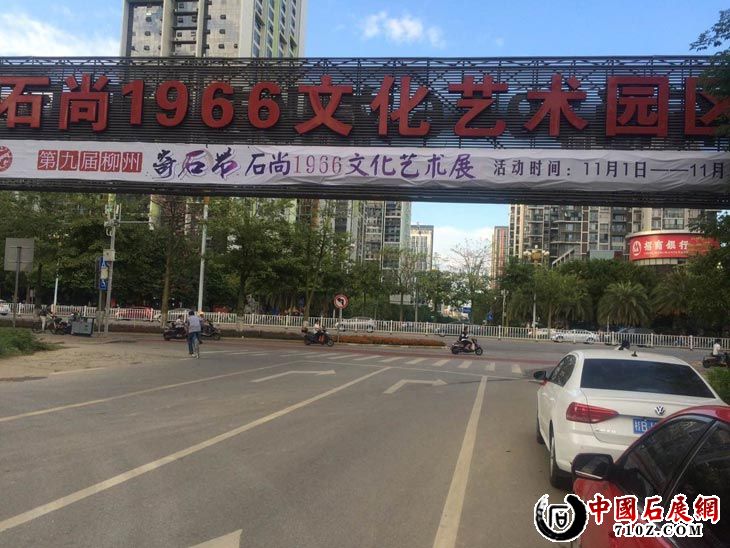 石尚1966文化艺术园区
第九届柳州 奇石节 石尚1966文化艺术展 活动时间：11月1日——11月
招商银行
中國石展網
710Z.COM